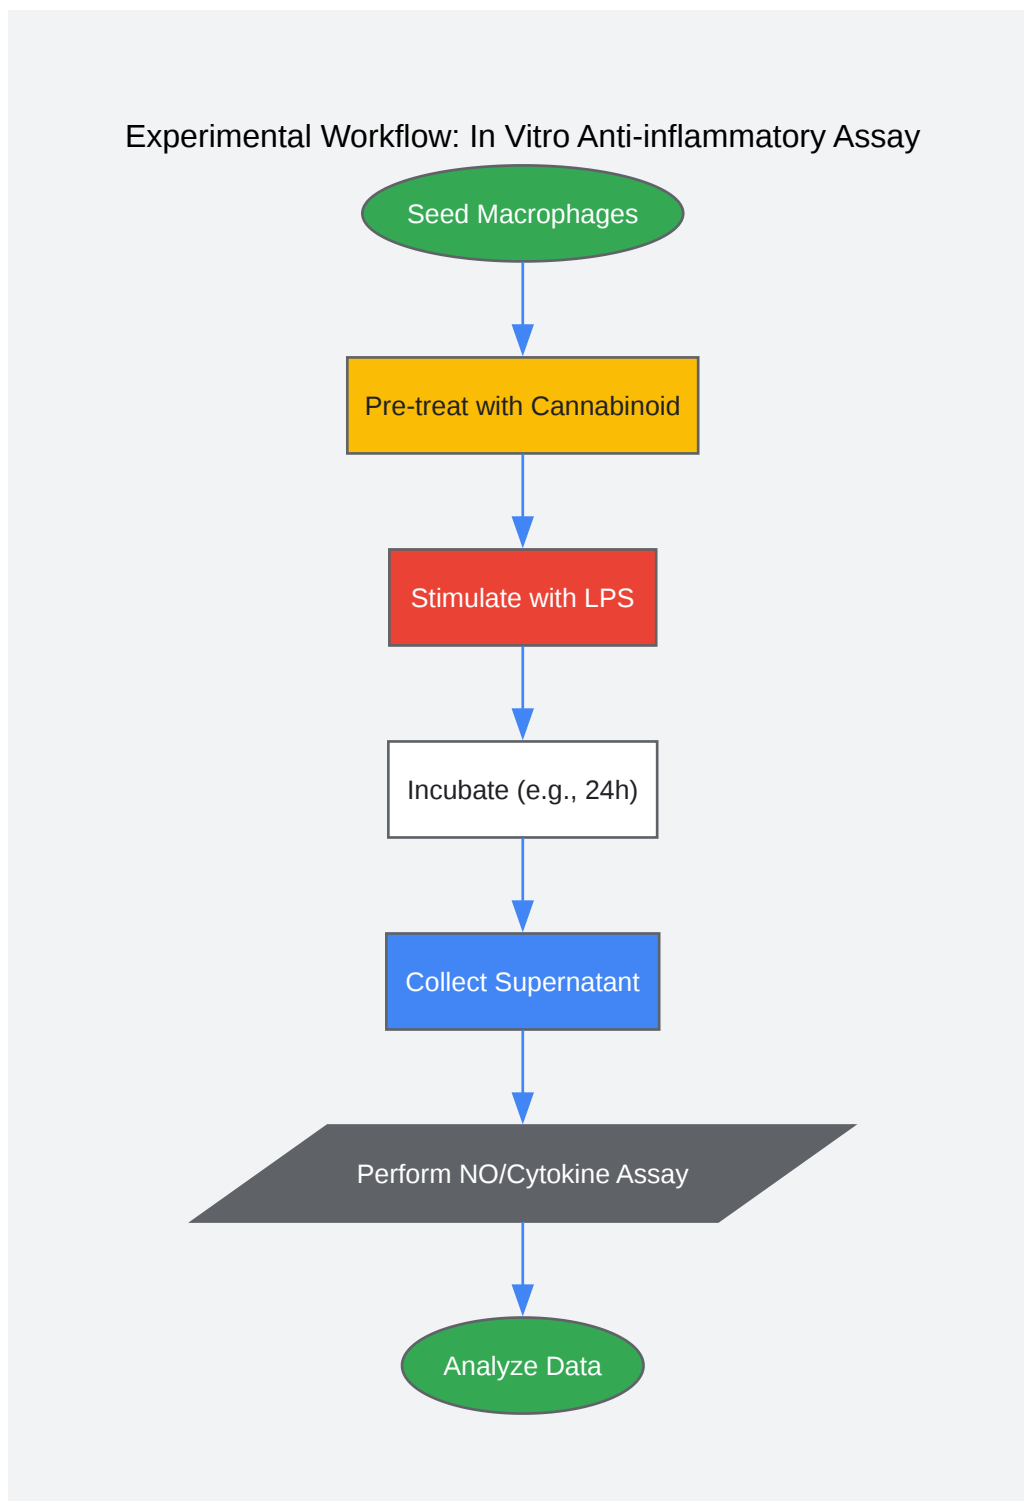 Experimental Workflow: In Vitro Anti-inflammatory Assay
Seed Macrophages
Pre-treat with Cannabinoid
Stimulate with LPS
Incubate (e.g., 24h)
Collect Supernatant
Perform NO/Cytokine Assay
Analyze Data